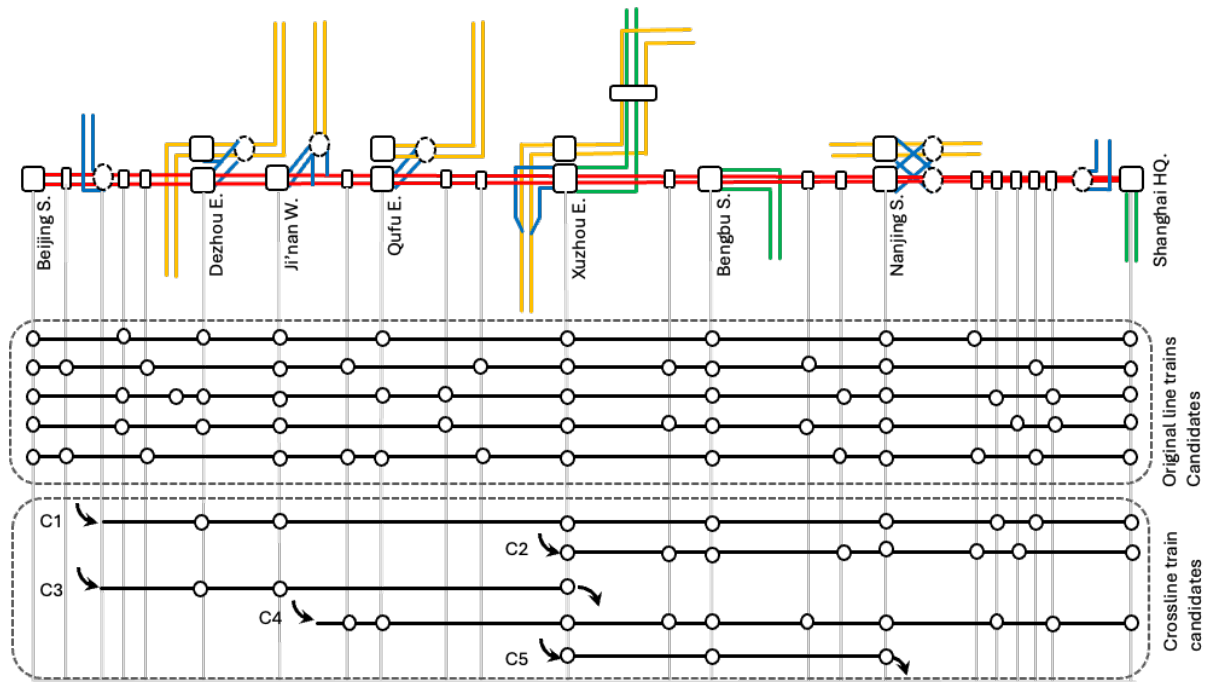 Beijing S.
Dezhou E.
Ji'nan W.
Qufu E.
Xuzhou E.
Bengbu S.
Nanjing S.
Shanghai HQ.
Original line trains
Candidates
C1
C2
C3
C4
C5
Crossline train
candidates